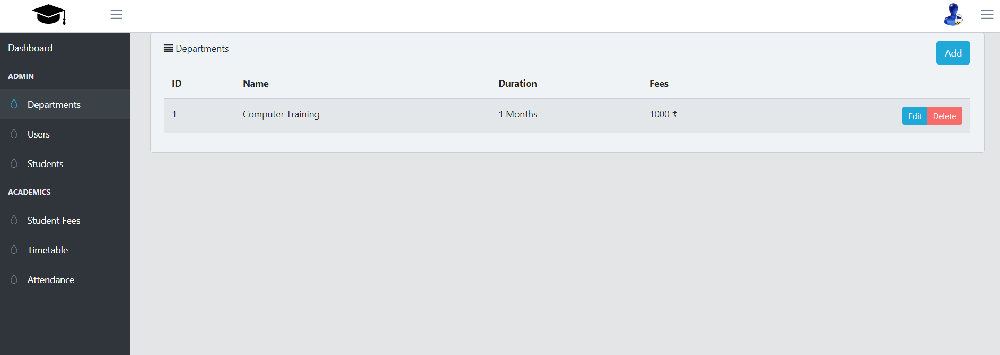 Dashboard
ADMIN
Departments
Users
Students
ACADEMICS
Student Fees
Timetable
Attendance
Departments
Add
ID Name Duration Fees
1 Computer Training 1 Months 1000 ₹ Edit Delete